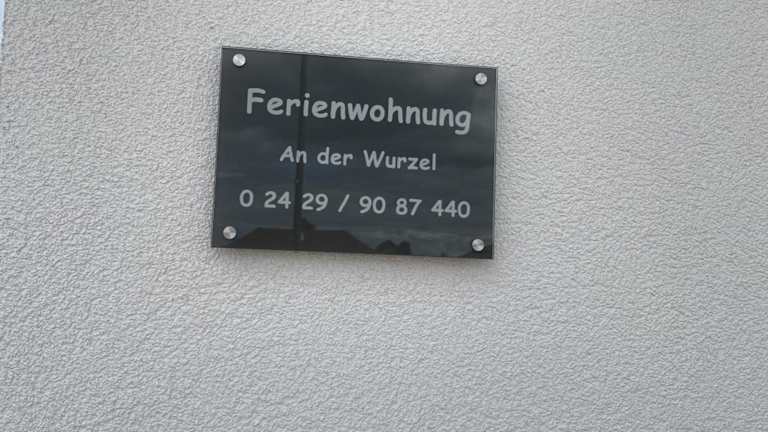 Ferienwohnung
An der Wurzel
0 24 29 / 90 87 440